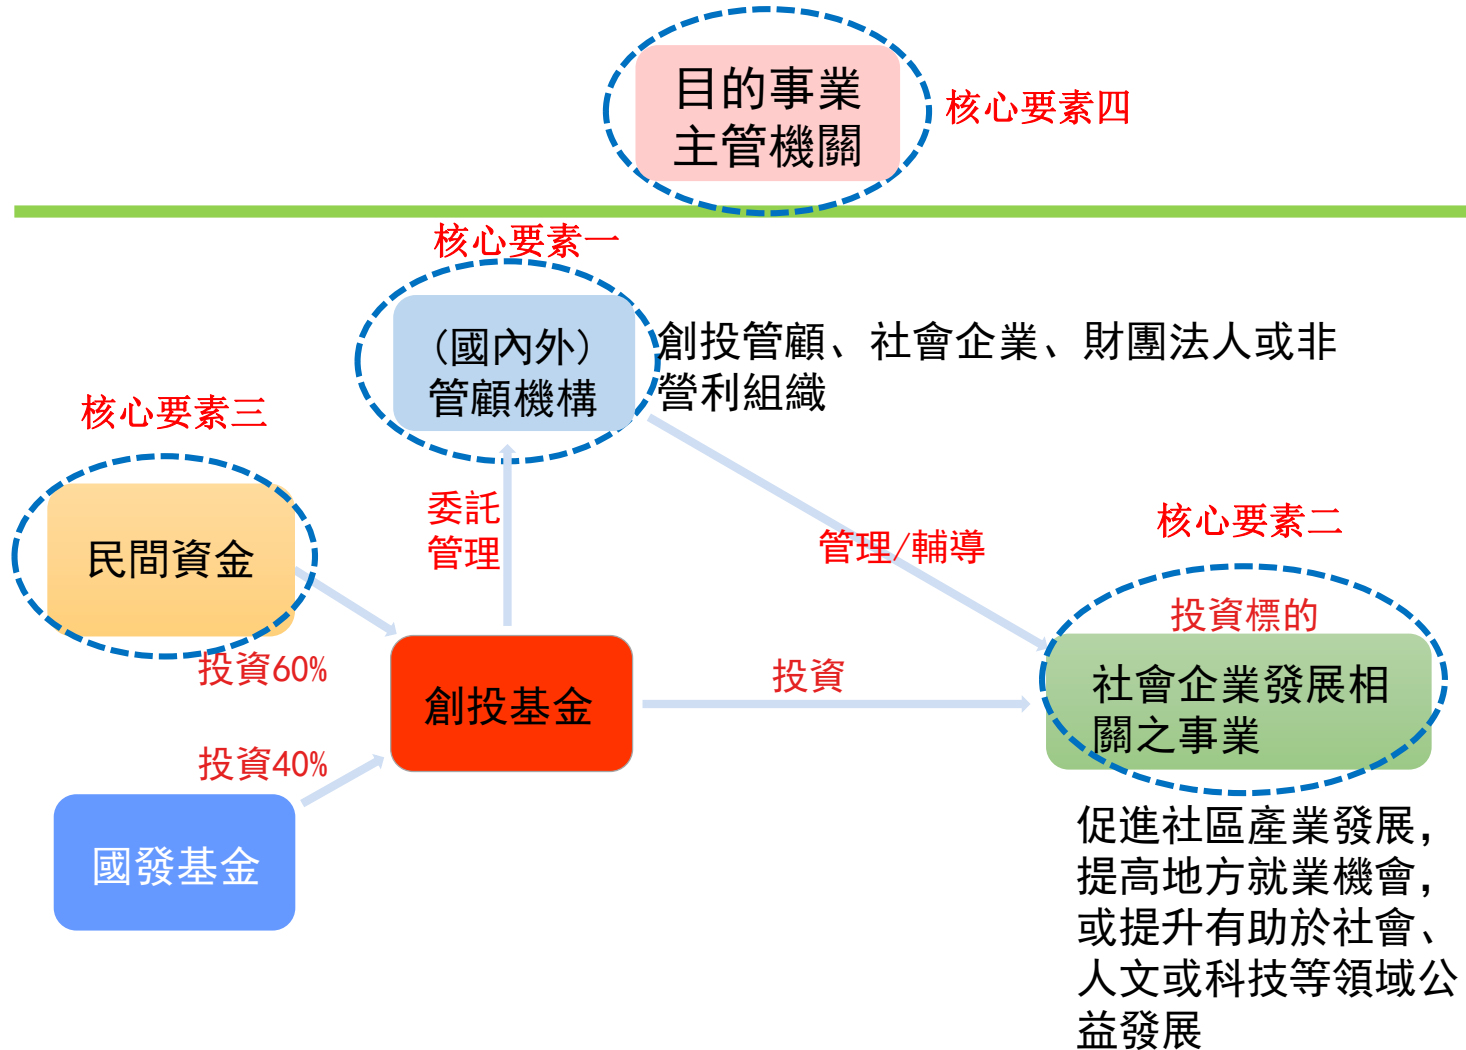 目的事業
主管機關
核心要素四
核心要素一
(國內外)
管顧機構
創投管顧、社會企業、財團法人或非
營利組織
核心要素三
民間資金
委託
管理
管理/輔導
核心要素二
投資標的
社會企業發展相
關之事業
投資60%
創投基金
投資
投資40%
國發基金
促進社區產業發展，
提高地方就業機會，
或提升有助於社會、
人文或科技等領域公
益發展